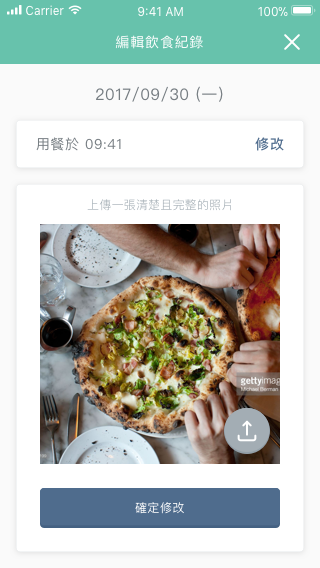 Carrier 9:41 AM 100%
編輯飲食紀錄
2017/09/30 (一)
用餐於 09:41 修改
上傳一張清楚且完整的照片
gettyimag
Michael Berman
確定修改